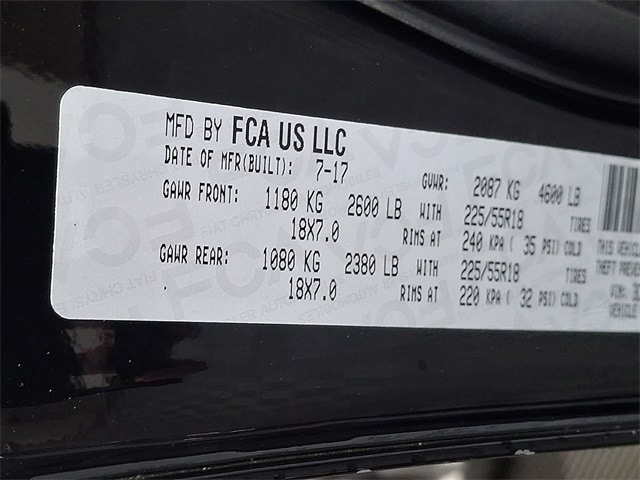 MFD BY FCA US LLC
DATE OF MFR(BUILT): 7-17 GVWR: 2087 KG 4600 LB
GAWR FRONT: 1180 KG 2600 LB WITH 225/55R18 TIRES
18X7.0 RIMS AT 240 KPA( 35 PSI) COLD
GAWR REAR: 1080 KG 2380 LB WITH 225/55R18 TIRES
18X7.0 RIMS AT 220 KPA ( 32 PSI) COLD
THIS VEHICL
THEFT PREVE
VIN:
VEHICLE